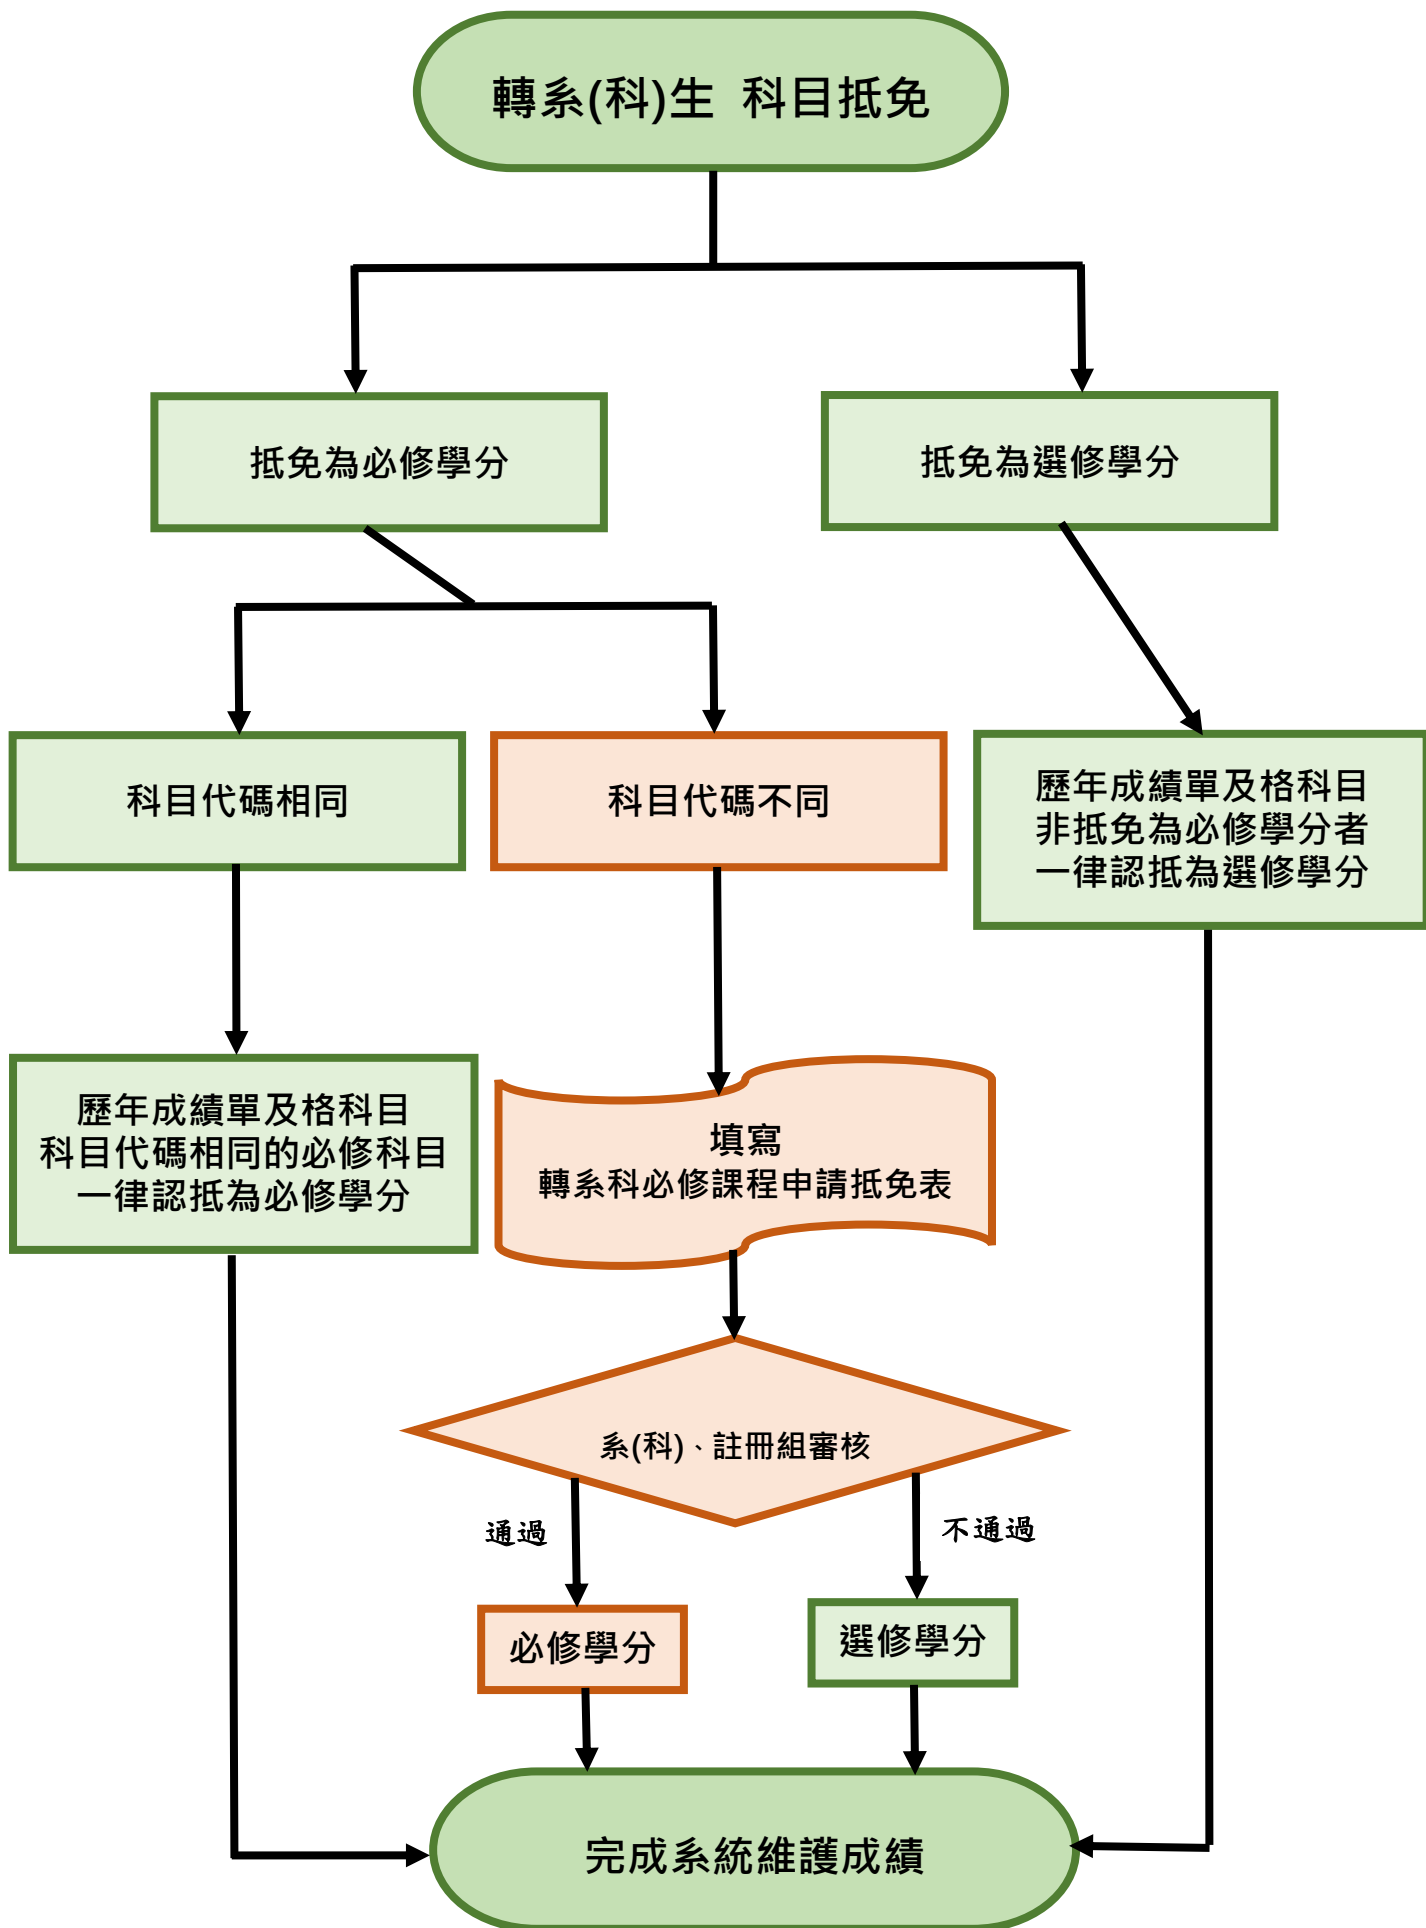 轉系(科)生 科目抵免
抵免為必修學分
抵免為選修學分
科目代碼相同
科目代碼不同
歷年成績單及格科目
非抵免為必修學分者
一律認抵為選修學分
歷年成績單及格科目
科目代碼相同的必修科目
一律認抵為必修學分
填寫
轉系科必修課程申請抵免表
系(科)、註冊組審核
通過
不通過
必修學分
選修學分
完成系統維護成績